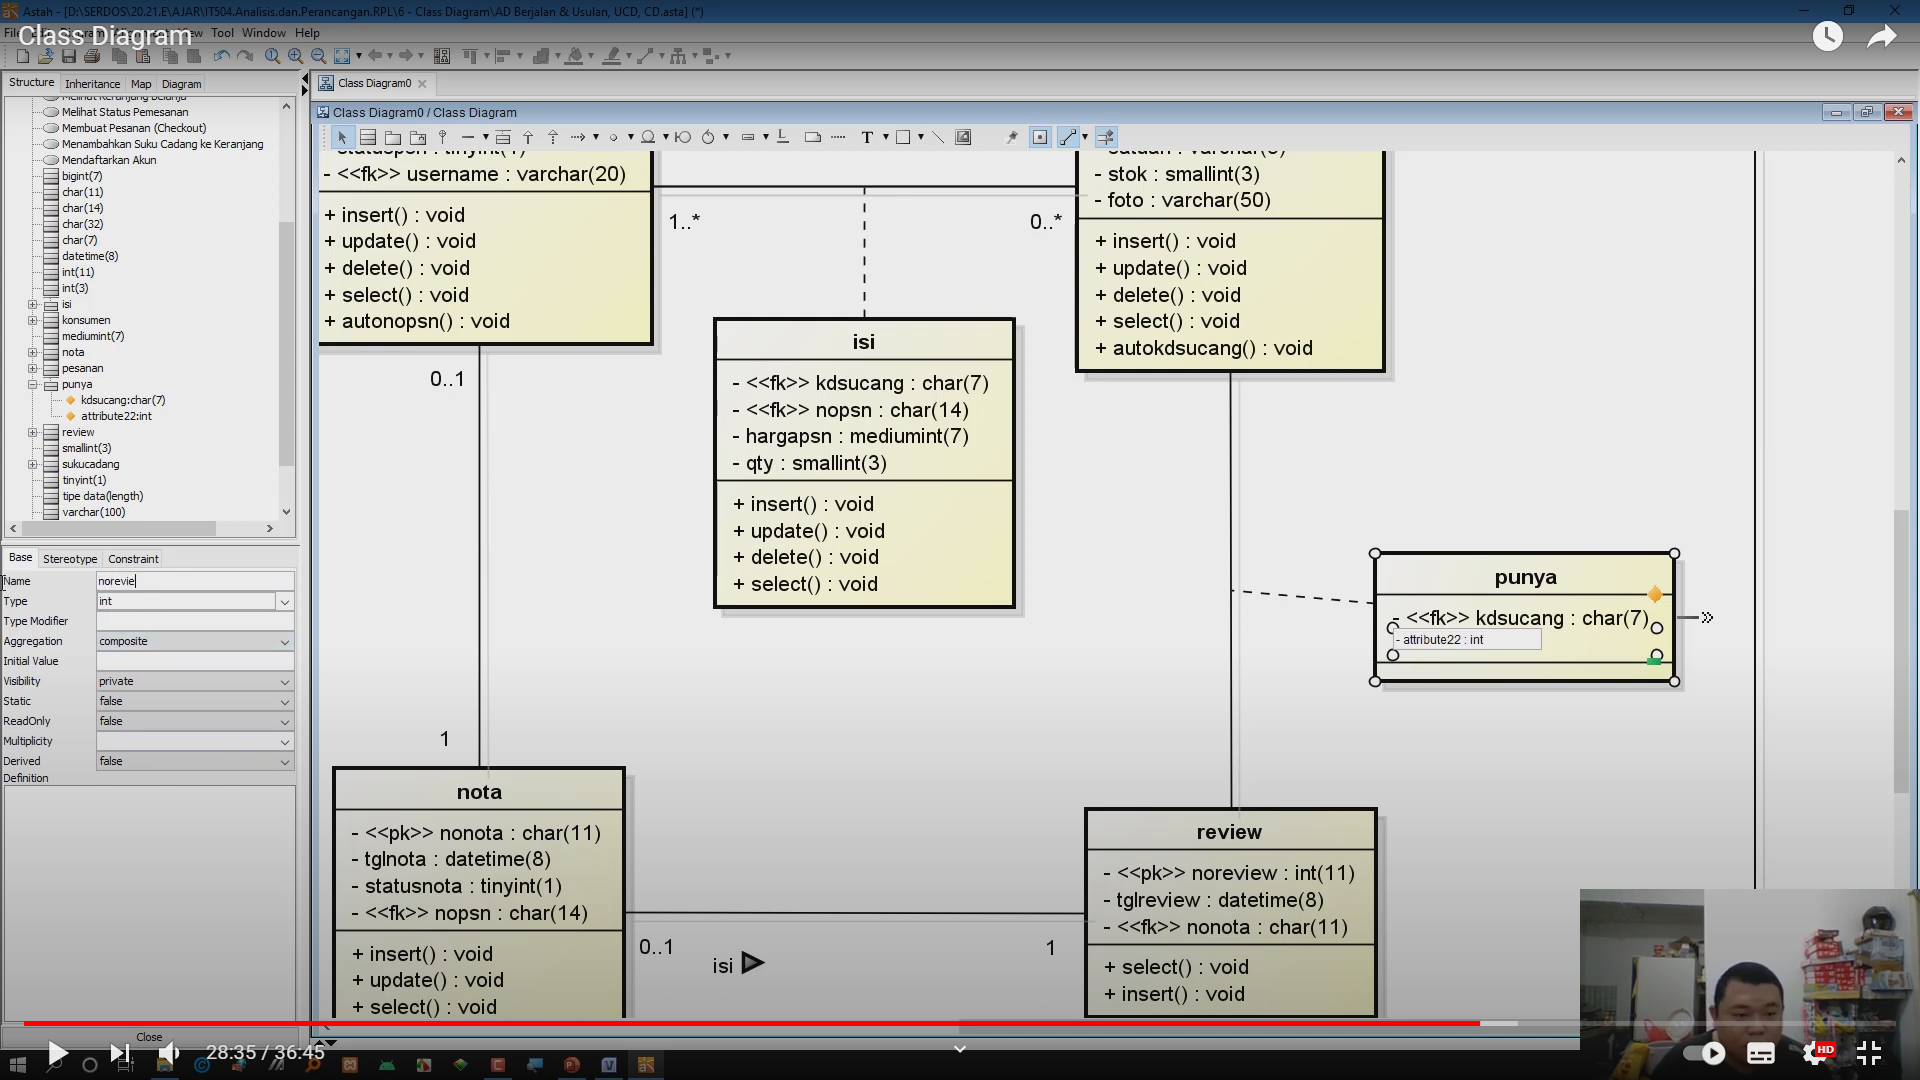 Astah - [D:\SERDOS\20.21.E\AJAR\IT504.Analisis.dan.Perancangan.RPL\6 - Class Diagram\AD Berjalan & Usulan, UCD, CD.asta] (*)
Class Diagram
Tool Window Help
Structure Inheritance Map Diagram
Class Diagram0
Class Diagram0 / Class Diagram
Melihat Keranjang Belanja
Melihat Status Pemesanan
Membuat Pesanan (Checkout)
Menambahkan Suku Cadang ke Keranjang
Mendaftarkan Akun
bigint(7)
char(11)
char(14)
char(32)
char(7)
datetime(8)
int(11)
int(3)
isi
konsumen
mediumint(7)
nota
pesanan
punya
kdsucang:char(7)
attribute22:int
review
smallint(3)
sukucadang
tinyint(1)
tipe data(length)
varchar(100)
Base Stereotype Constraint
Name norevie
Type int
Type Modifier
Aggregation composite
Initial Value
Visibility private
Static false
ReadOnly false
Multiplicity
Derived false
Definition
Close
- statuspsn : tinyint(1)
- <<fk>> username : varchar(20)
+ insert() : void
+ update() : void
+ delete() : void
+ select() : void
+ autonopsn() : void
1..*
0..*
- stok : smallint(3)
- foto : varchar(50)
+ insert() : void
+ update() : void
+ delete() : void
+ select() : void
+ autokdsucang() : void
isi
- <<fk>> kdsucang : char(7)
- <<fk>> nopsn : char(14)
- hargapsn : mediumint(7)
- qty : smallint(3)
+ insert() : void
+ update() : void
+ delete() : void
+ select() : void
0..1
1
punya
- <<fk>> kdsucang : char(7)
- attribute22 : int
nota
- <<pk>> nonota : char(11)
- tglnota : datetime(8)
- statusnota : tinyint(1)
- <<fk>> nopsn : char(14)
+ insert() : void
+ update() : void
+ select() : void
0..1
isi
1
review
- <<pk>> noreview : int(11)
- tglreview : datetime(8)
- <<fk>> nonota : char(11)
+ select() : void
+ insert() : void
28:35 / 36:45
HD